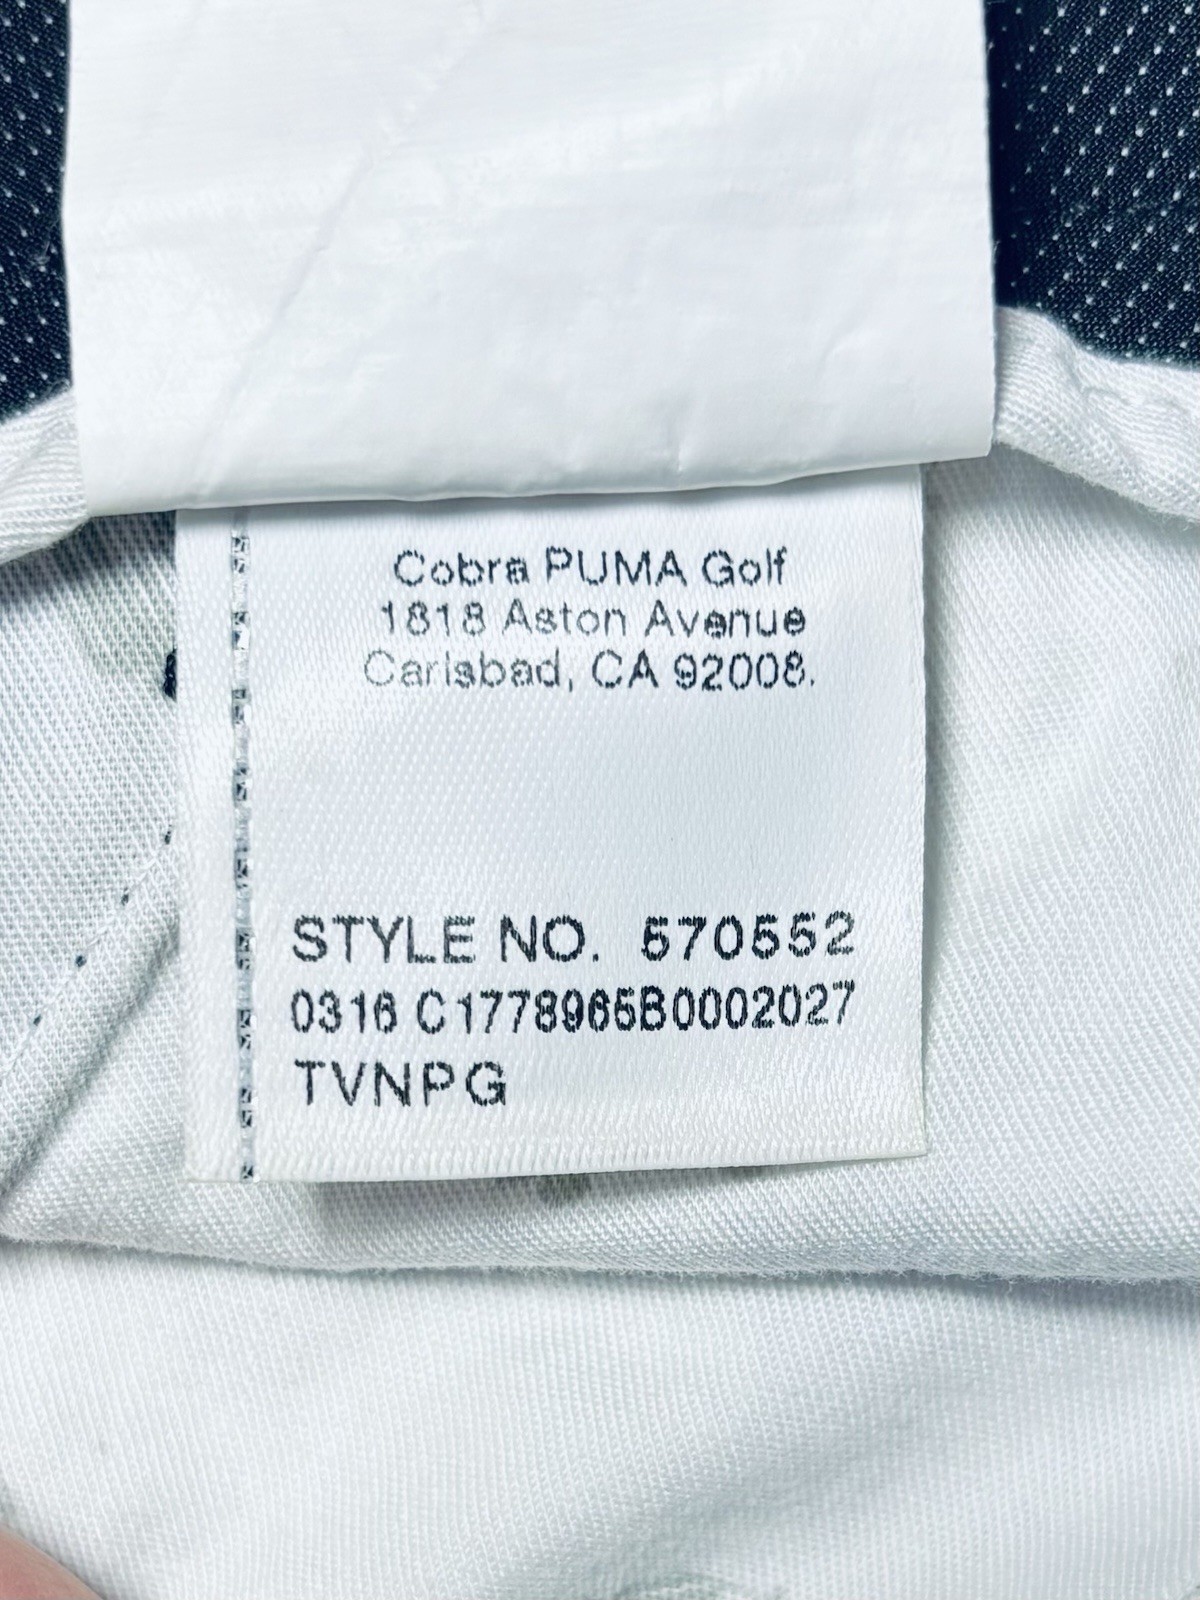 Cobra PUMA Golf
1818 Aston Avenue
Carlsbad, CA 92008.
STYLE NO. 570552
0316 C1778965B0002027
TVNPG